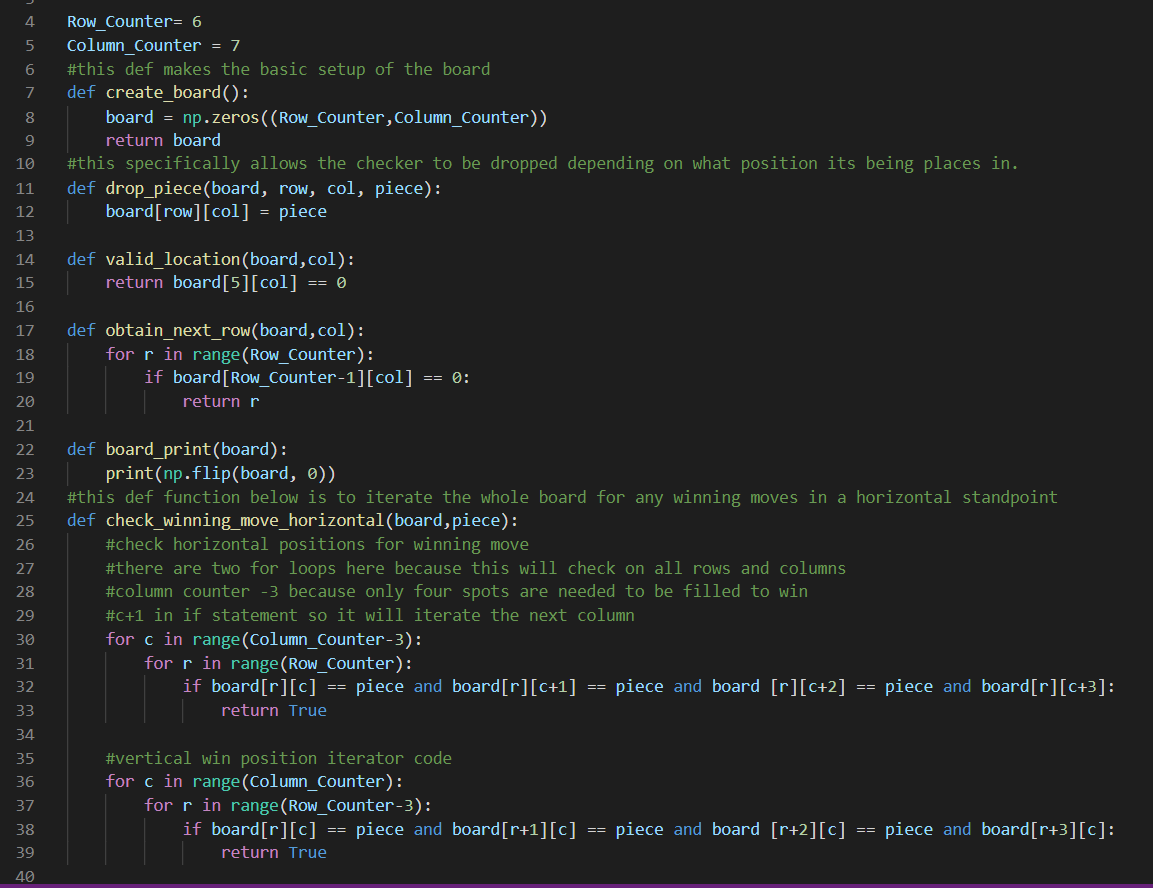 4 Row_Counter= 6
5 Column_Counter = 7
6 #this def makes the basic setup of the board
7 def create_board():
8     board = np.zeros((Row_Counter,Column_Counter))
9     return board
10 #this specifically allows the checker to be dropped depending on what position its being places in.
11 def drop_piece(board, row, col, piece):
12     board[row][col] = piece
13
14 def valid_location(board,col):
15     return board[5][col] == 0
16
17 def obtain_next_row(board,col):
18     for r in range(Row_Counter):
19         if board[Row_Counter-1][col] == 0:
20             return r
21
22 def board_print(board):
23     print(np.flip(board, 0))
24 #this def function below is to iterate the whole board for any winning moves in a horizontal standpoint
25 def check_winning_move_horizontal(board,piece):
26     #check horizontal positions for winning move
27     #there are two for loops here because this will check on all rows and columns
28     #column counter -3 because only four spots are needed to be filled to win
29     #c+1 in if statement so it will iterate the next column
30     for c in range(Column_Counter-3):
31         for r in range(Row_Counter):
32             if board[r][c] == piece and board[r][c+1] == piece and board [r][c+2] == piece and board[r][c+3]:
33                 return True
34
35     #vertical win position iterator code
36     for c in range(Column_Counter):
37         for r in range(Row_Counter-3):
38             if board[r][c] == piece and board[r+1][c] == piece and board [r+2][c] == piece and board[r+3][c]:
39                 return True
40